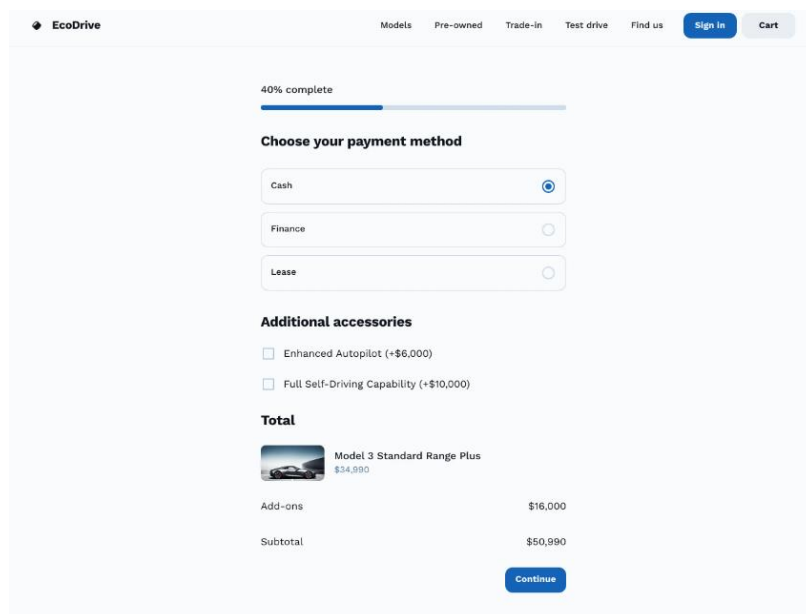 EcoDrive Models Pre-owned Trade-in Test drive Find us Sign in Cart
40% complete
Choose your payment method
Cash
Finance
Lease
Additional accessories
Enhanced Autopilot (+$6,000)
Full Self-Driving Capability (+$10,000)
Total
Model 3 Standard Range Plus
$34,990
Add-ons $16,000
Subtotal $50,990
Continue